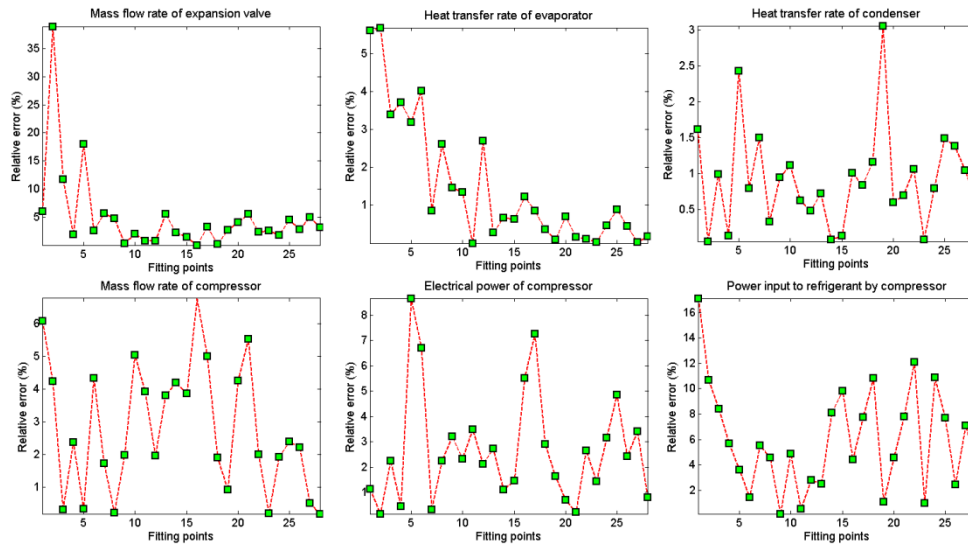 Mass flow rate of expansion valve
Relative error (%)
35
30
25
20
15
10
5
5 10 15 20 25
Fitting points
Heat transfer rate of evaporator
Relative error (%)
5
4
3
2
1
5 10 15 20 25
Fitting points
Heat transfer rate of condenser
Relative error (%)
3
2.5
2
1.5
1
0.5
5 10 15 20 25
Fitting points
Mass flow rate of compressor
Relative error (%)
6
5
4
3
2
1
5 10 15 20 25
Fitting points
Electrical power of compressor
Relative error (%)
8
7
6
5
4
3
2
1
5 10 15 20 25
Fitting points
Power input to refrigerant by compressor
Relative error (%)
16
14
12
10
8
6
4
2
5 10 15 20 25
Fitting points